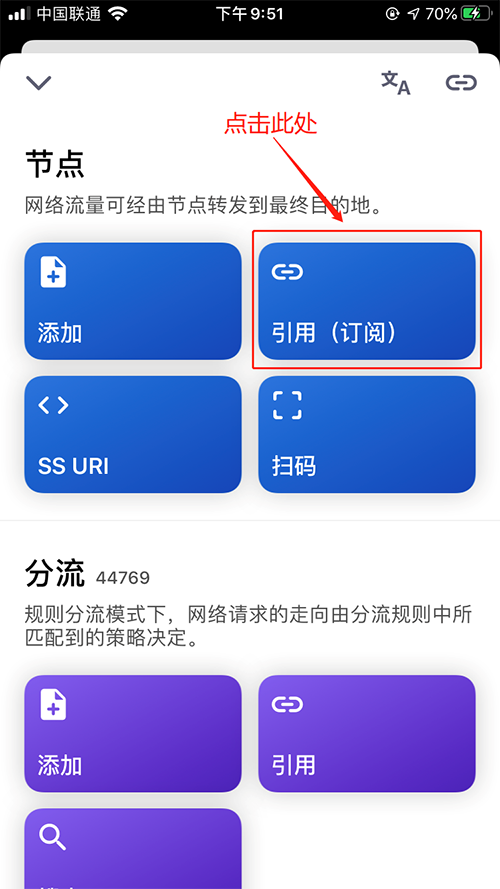 中国联通
下午9:51
70%
文A
点击此处
节点
网络流量可经由节点转发到最终目的地。
添加
引用（订阅）
SS URI
扫码
分流 44769
规则分流模式下，网络请求的走向由分流规则中所
匹配到的策略决定。
添加
引用